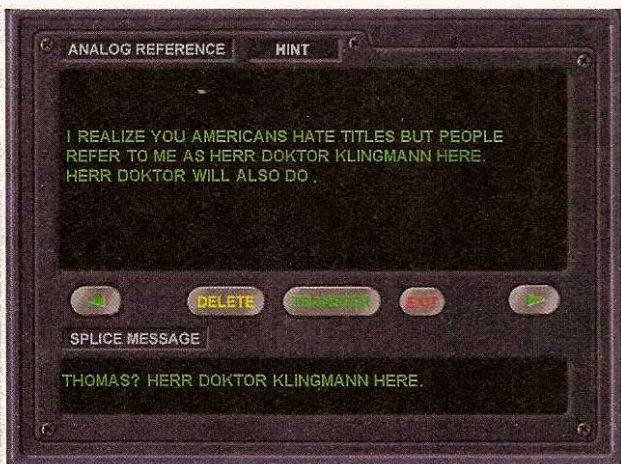 ANALOG REFERENCE HINT
I REALIZE YOU AMERICANS HATE TITLES BUT PEOPLE
REFER TO ME AS HERR DOKTOR KLINGMANN HERE.
HERR DOKTOR WILL ALSO DO .
DELETE TRANSFER EXIT
SPLICE MESSAGE
THOMAS? HERR DOKTOR KLINGMANN HERE.